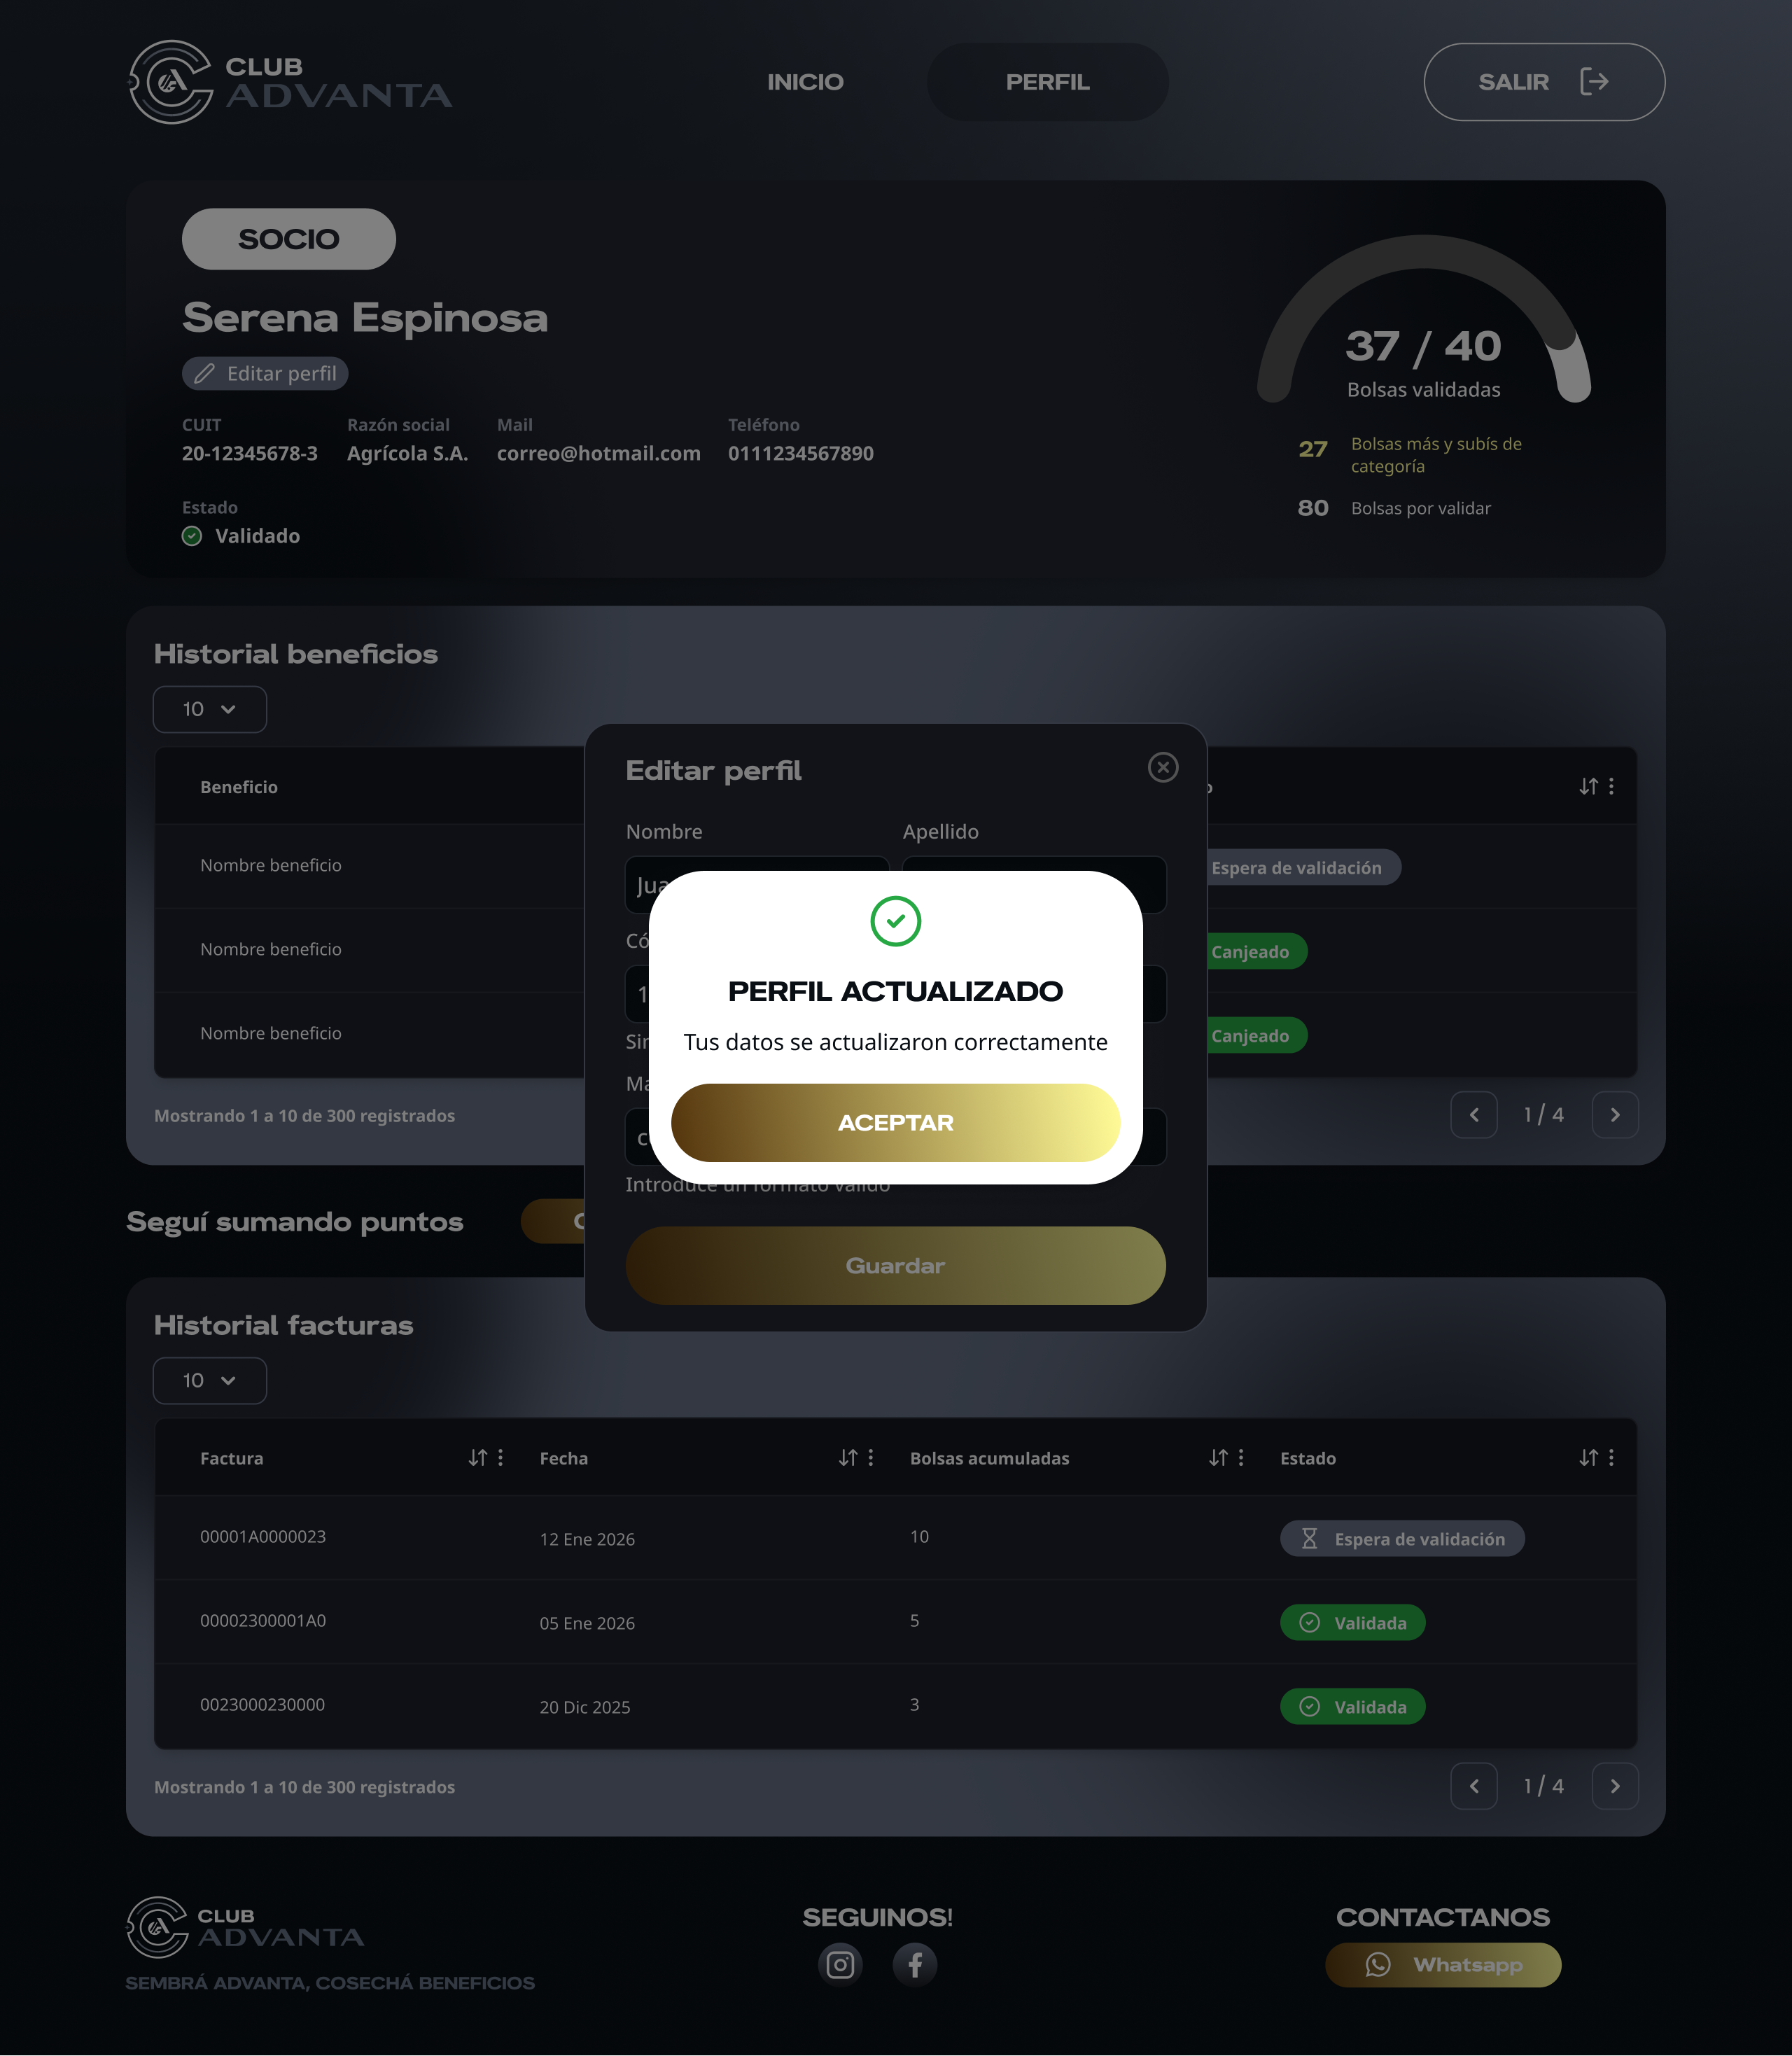 CLUB
ADVANTA
INICIO
PERFIL
SALIR
SOCIO
Serena Espinosa
Editar perfil
CUIT
Razón social
Mail
Teléfono
20-12345678-3
Agrícola S.A.
correo@hotmail.com
0111234567890
Estado
Validado
37 / 40
Bolsas validadas
27
Bolsas más y subís de
categoría
80
Bolsas por validar
Historial beneficios
10
Beneficio
Nombre beneficio
Espera de validación
Nombre beneficio
Canjeado
Nombre beneficio
Canjeado
Mostrando 1 a 10 de 300 registrados
1 / 4
Editar perfil
Nombre
Apellido
PERFIL ACTUALIZADO
Tus datos se actualizaron correctamente
ACEPTAR
Introduce un formato válido
Guardar
Seguí sumando puntos
Historial facturas
10
Factura
Fecha
Bolsas acumuladas
Estado
00001A0000023
12 Ene 2026
10
Espera de validación
00002300001A0
05 Ene 2026
5
Validada
0023000230000
20 Dic 2025
3
Validada
Mostrando 1 a 10 de 300 registrados
1 / 4
CLUB
ADVANTA
SEMBRÁ ADVANTA, COSECHÁ BENEFICIOS
SEGUINOS!
CONTACTANOS
Whatsapp